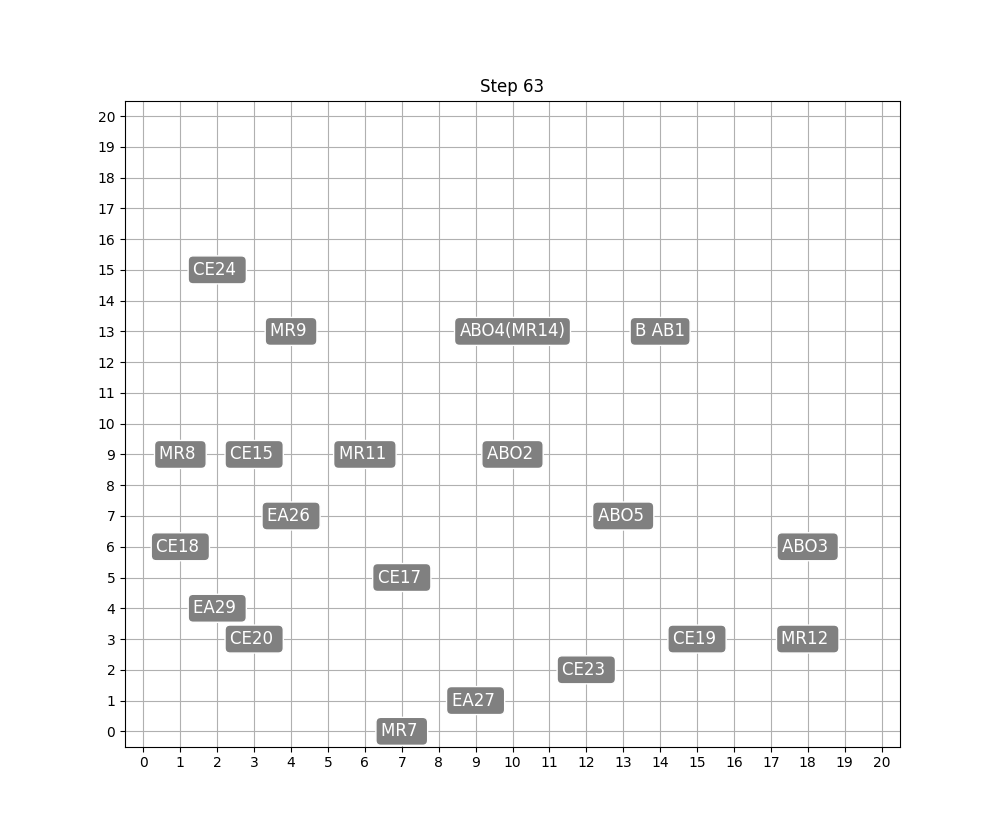 Step 63
20
19
18
17
16
15
CE24
14
13
MR9 ABO4(MR14) B AB1
12
11
10
9
MR8 CE15 MR11 ABO2
8
7
EA26 ABO5
6
CE18 ABO3
5
CE17
4
EA29
3
CE20 CE19 MR12
2
CE23
1
EA27
0
MR7
0 1 2 3 4 5 6 7 8 9 10 11 12 13 14 15 16 17 18 19 20